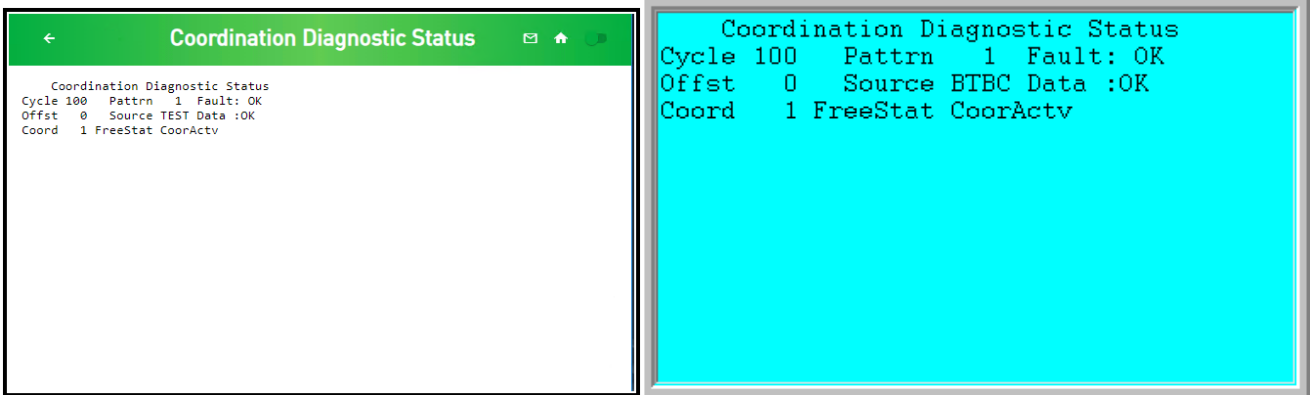 Coordination Diagnostic Status
Coordination Diagnostic Status
Cycle 100 Pattrn 1 Fault: OK
Offst 0 Source TEST Data :OK
Coord 1 FreeStat CoorActv
Coordination Diagnostic Status
Cycle 100 Pattrn 1 Fault: OK
Offst 0 Source BTBC Data :OK
Coord 1 FreeStat CoorActv